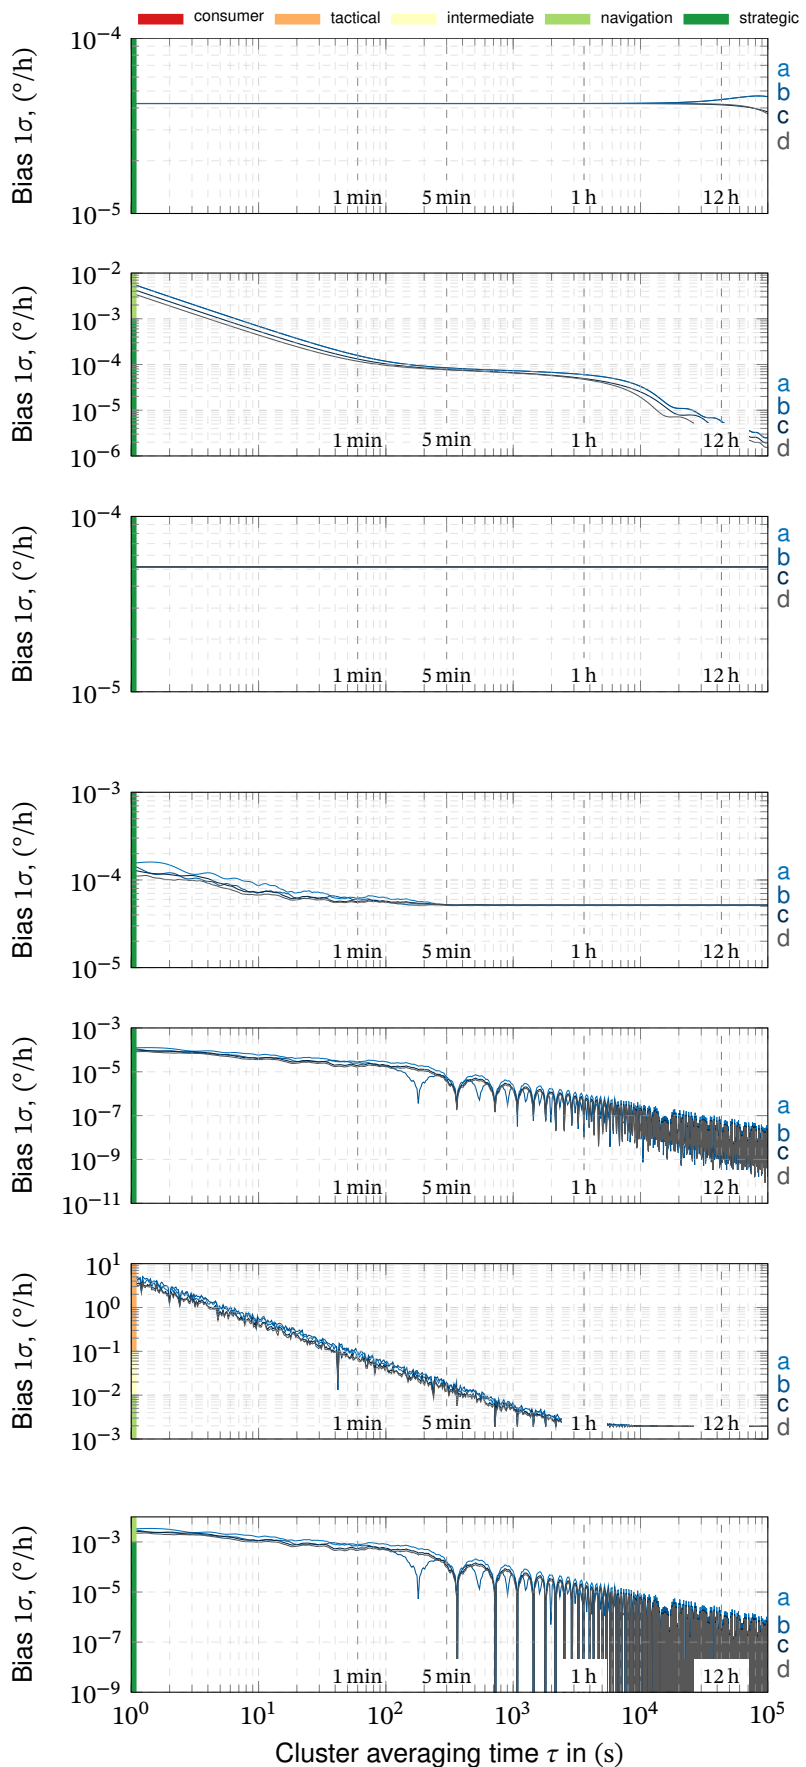 consumer tactical intermediate navigation strategic
10⁻⁴
Bias 1σ, (°/h)
10⁻⁵
1 min 5 min 1 h 12 h
a
b
c
d
10⁻²
10⁻³
10⁻⁴
10⁻⁵
10⁻⁶
Bias 1σ, (°/h)
1 min 5 min 1 h 12 h
a
b
c
d
10⁻⁴
Bias 1σ, (°/h)
10⁻⁵
1 min 5 min 1 h 12 h
a
b
c
d
10⁻³
10⁻⁴
10⁻⁵
Bias 1σ, (°/h)
1 min 5 min 1 h 12 h
a
b
c
d
10⁻³
10⁻⁵
10⁻⁷
10⁻⁹
10⁻¹¹
Bias 1σ, (°/h)
1 min 5 min 1 h 12 h
a
b
c
d
10¹
10⁰
10⁻¹
10⁻²
10⁻³
Bias 1σ, (°/h)
1 min 5 min 1 h 12 h
a
b
c
d
10⁻³
10⁻⁵
10⁻⁷
10⁻⁹
Bias 1σ, (°/h)
1 min 5 min 1 h 12 h
a
b
c
d
10⁰ 10¹ 10² 10³ 10⁴ 10⁵
Cluster averaging time τ in (s)